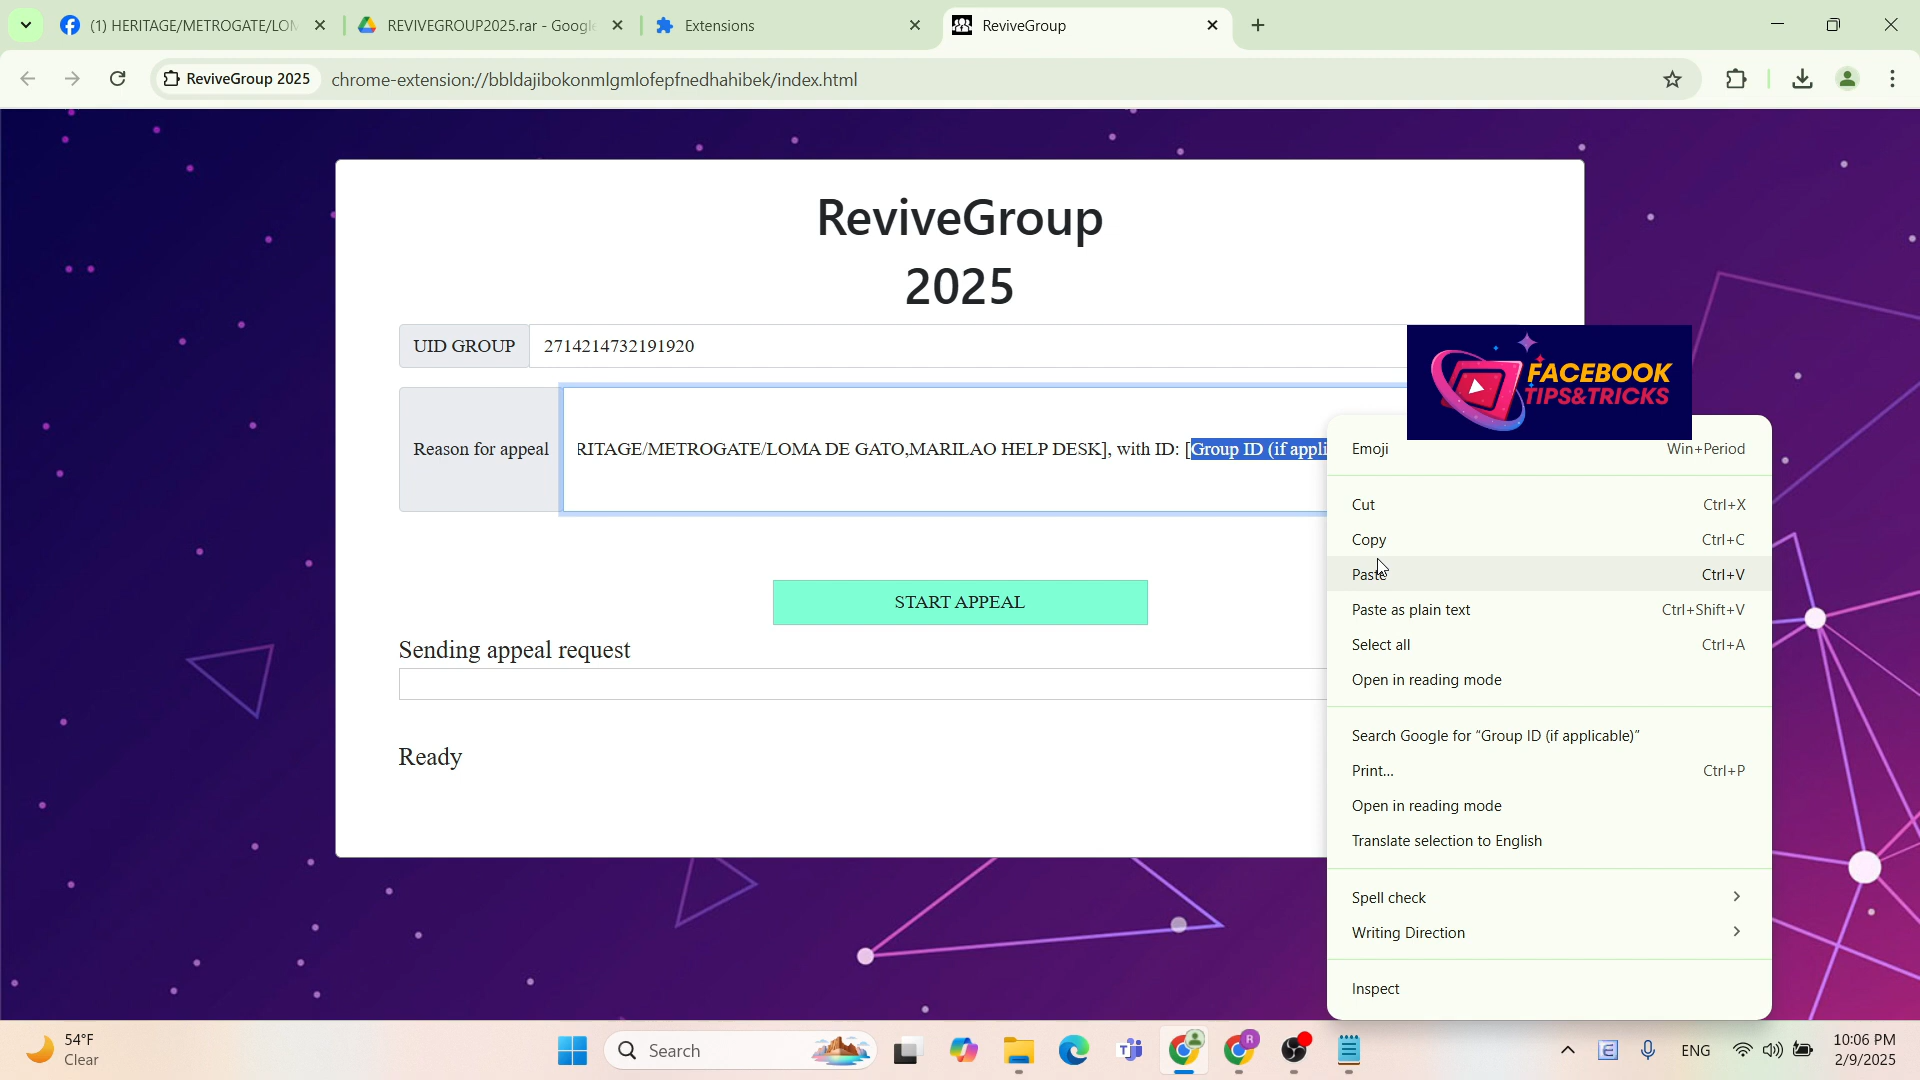 (1) HERITAGE/METROGATE/LOM
REVIVEGROUP2025.rar - Google
Extensions
ReviveGroup
ReviveGroup 2025
chrome-extension://bbldajibokonmlgmlofepfnedhahibek/index.html
ReviveGroup
2025
UID GROUP
2714214732191920
FACEBOOK
TIPS&TRICKS
Reason for appeal
RITAGE/METROGATE/LOMA DE GATO,MARILAO HELP DESK], with ID: [Group ID (if appli
Emoji Win+Period
Cut Ctrl+X
Copy Ctrl+C
Paste Ctrl+V
Paste as plain text Ctrl+Shift+V
Select all Ctrl+A
Open in reading mode
Search Google for “Group ID (if applicable)”
Print... Ctrl+P
Open in reading mode
Translate selection to English
Spell check
Writing Direction
Inspect
START APPEAL
Sending appeal request
Ready
54°F
Clear
Search
R
ENG
10:06 PM
2/9/2025